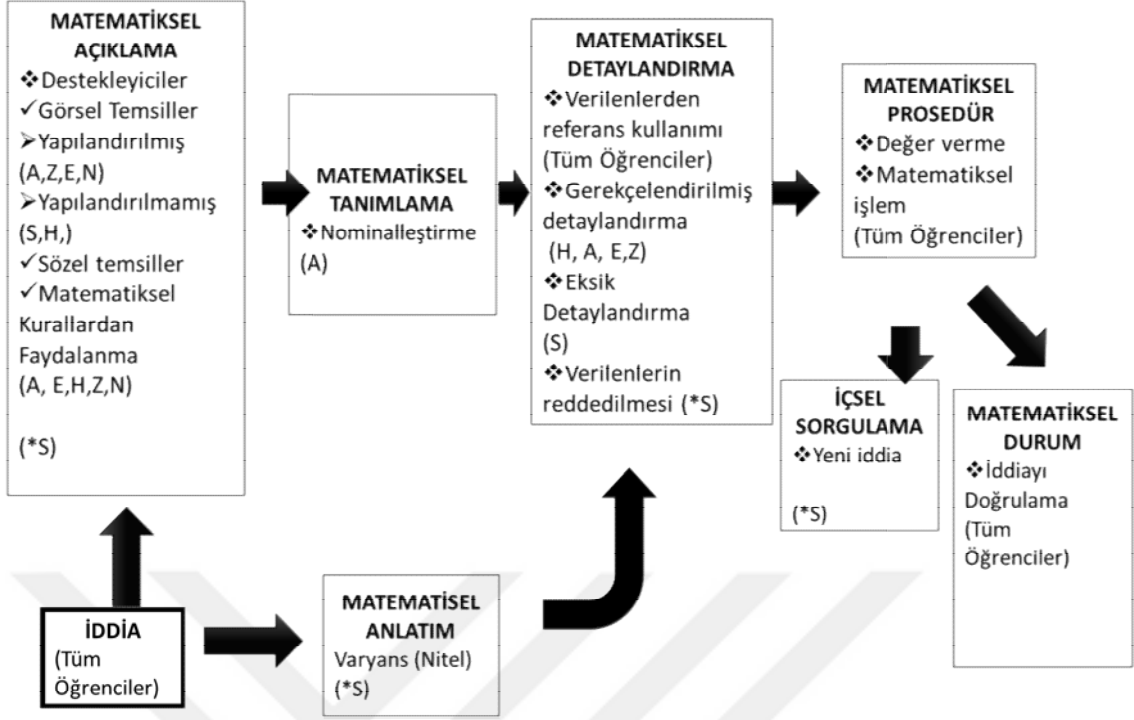 MATEMATİKSEL
AÇIKLAMA
❖Destekleyiciler
✓Görsel Temsiller
➢Yapılandırılmış
(A,Z,E,N)
➢Yapılandırılmamış
(S,H,)
✓Sözel temsiller
✓Matematiksel
Kurallardan
Faydalanma
(A, E,H,Z,N)
(*S)
MATEMATİKSEL
TANIMLAMA
❖Nominalleştirme
(A)
MATEMATİKSEL
DETAYLANDIRMA
❖Verilenlerden
referans kullanımı
(Tüm Öğrenciler)
❖Gerekçelendirilmiş
detaylandırma
(H, A, E,Z)
❖Eksik
Detaylandırma
(S)
❖Verilenlerin
reddedilmesi (*S)
MATEMATİKSEL
PROSEDÜR
❖Değer verme
❖Matematiksel
işlem
(Tüm Öğrenciler)
İÇSEL
SORGULAMA
❖Yeni iddia
(*S)
MATEMATİKSEL
DURUM
❖İddiayı
Doğrulama
(Tüm
Öğrenciler)
İDDİA
(Tüm
Öğrenciler)
MATEMATİSEL
ANLATIM
Varyans (Nitel)
(*S)